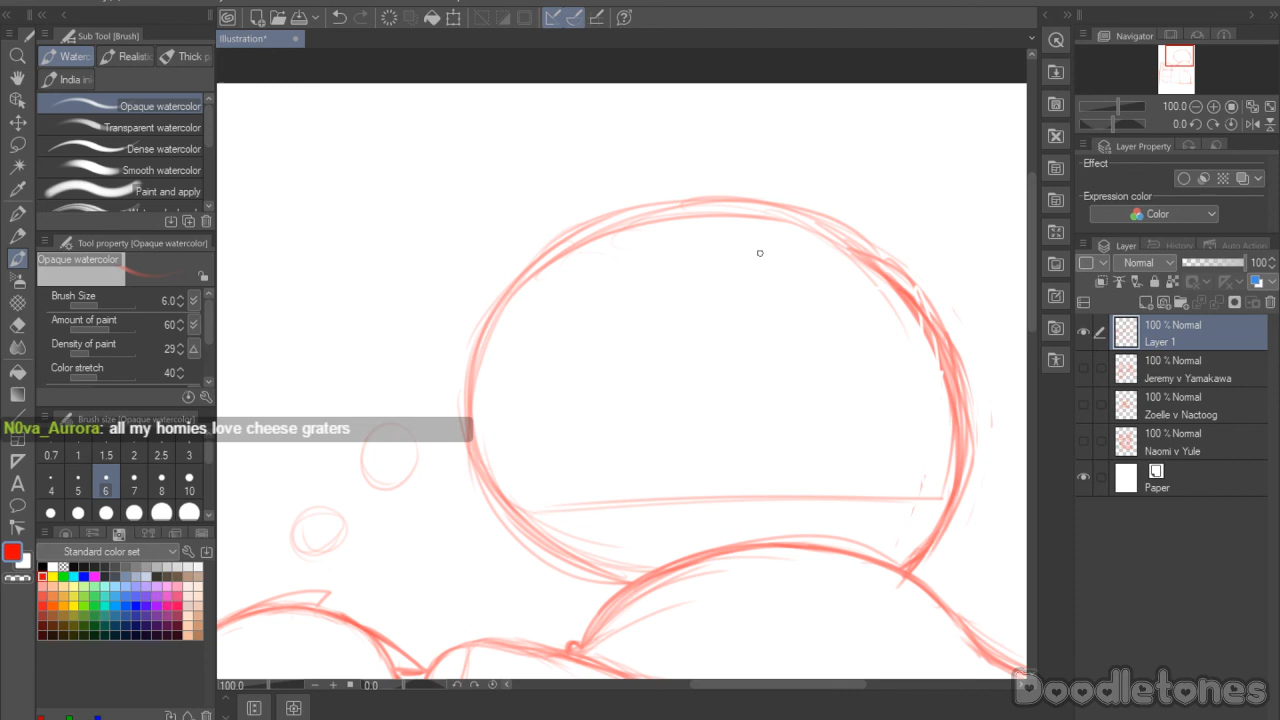 Sub Tool [Brush]
Illustration*
Navigator
Waterc
Realistic
Thick p
India in
Opaque watercolor
Transparent watercolor
Dense watercolor
Smooth watercolor
Paint and apply
100.0
0.0
Layer Property
Effect
Expression color
Color
Tool property [Opaque watercolor]
Opaque watercolor
Layer
History
Auto Action
Normal
100
Brush Size
6.0
Amount of paint
60
Density of paint
29
Color stretch
40
100 % Normal
Layer 1
100 % Normal
Jeremy v Yamakawa
100 % Normal
Zoelle v Nactoog
100 % Normal
Naomi v Yule
Paper
Brush size [Opaque watercolor]
N0va_Aurora: all my homies love cheese graters
0.7 1 1.5 2 2.5 3
4 5 6 7 8 10
Standard color set
100.0
0.0
Doodletones